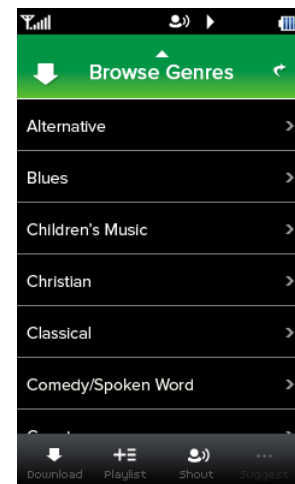 Browse Genres
Alternative
Blues
Children's Music
Christian
Classical
Comedy/Spoken Word
Download Playlist Shout Suggest